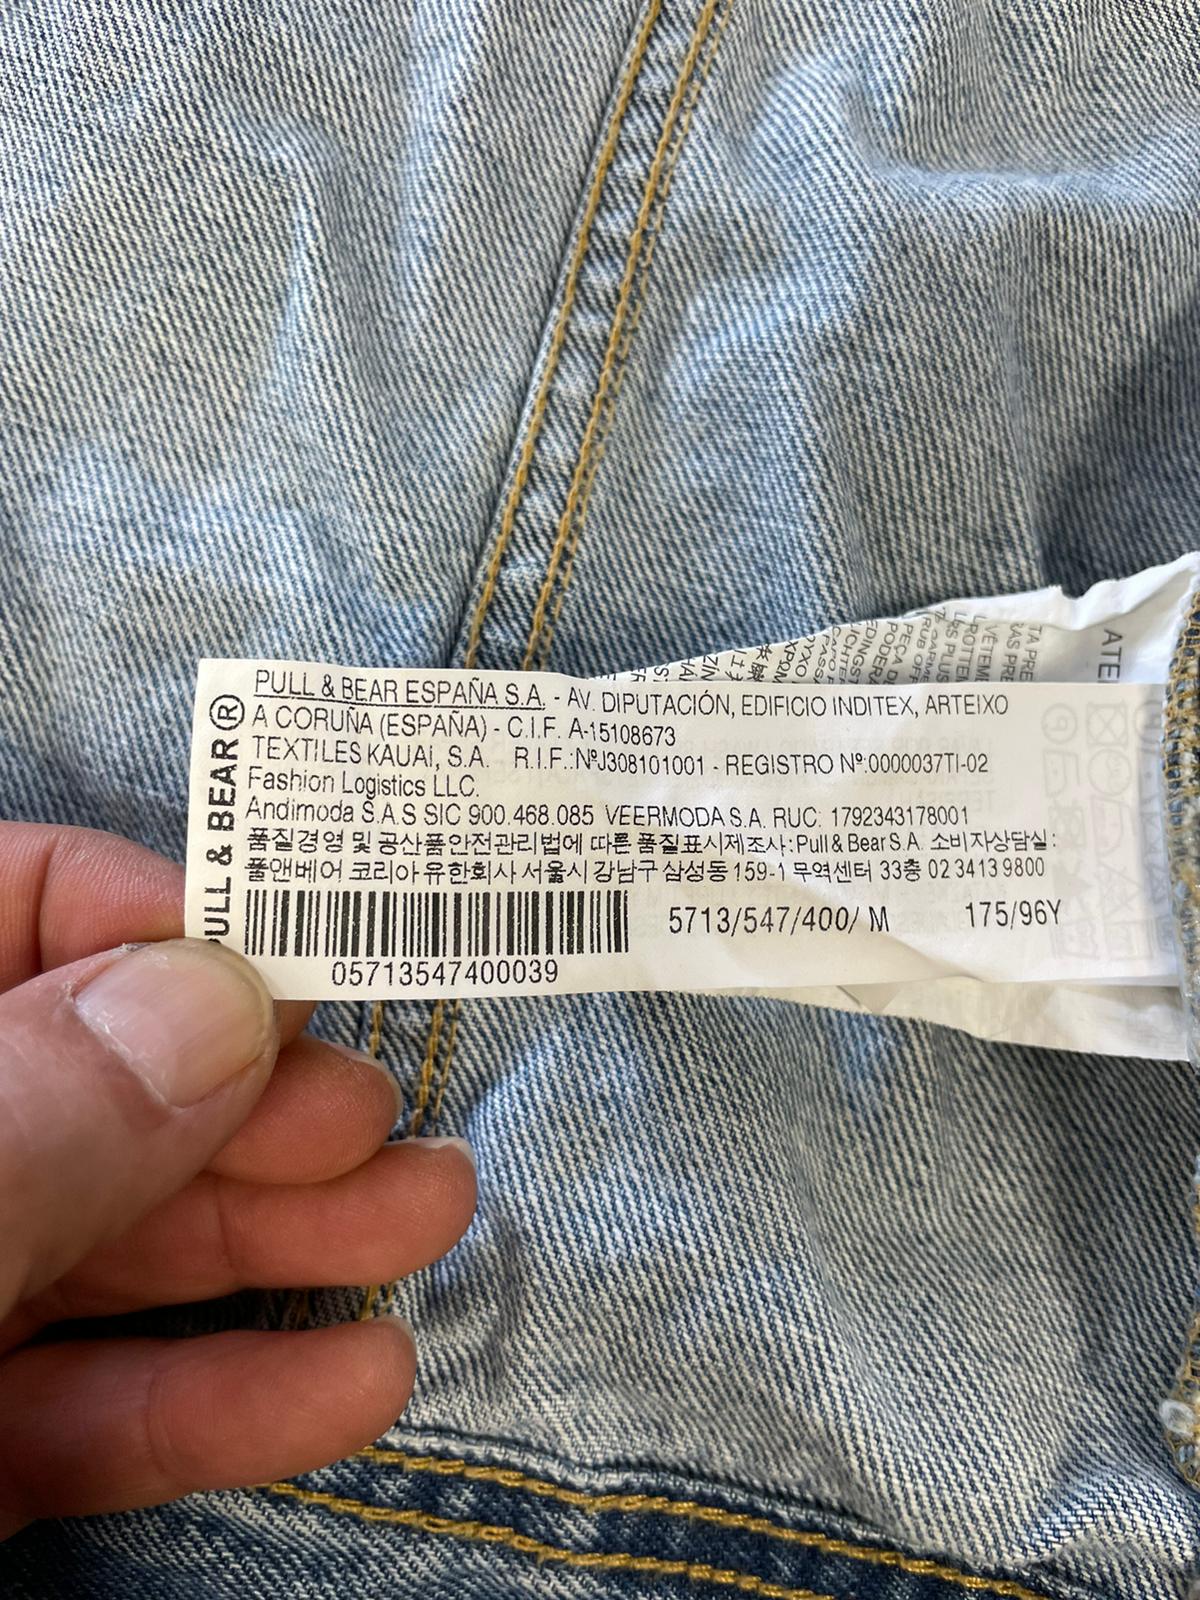 PULL & BEAR®
PULL & BEAR ESPAÑA S.A. - AV. DIPUTACIÓN, EDIFICIO INDITEX, ARTEIXO
A CORUÑA (ESPAÑA) - C.I.F. A-15108673
TEXTILES KAUAI, S.A. R.I.F.:NºJ308101001 - REGISTRO Nº:0000037TI-02
Fashion Logistics LLC.
Andimoda S.A.S SIC 900.468.085 VEERMODA S.A. RUC: 1792343178001
품질경영 및 공산품안전관리법에 따른 품질표시제조사: Pull & Bear S.A. 소비자상담실:
풀앤베어 코리아 유한회사 서울시 강남구 삼성동 159-1 무역센터 33층 02 3413 9800
5713/547/400/ M 175/96Y
05713547400039